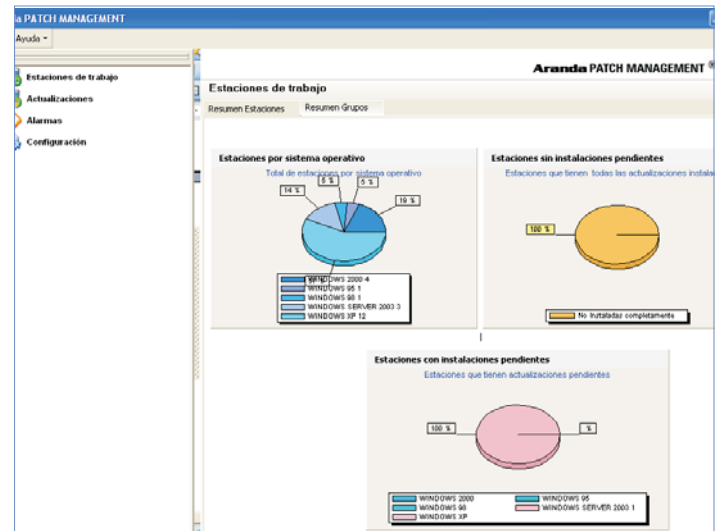 la PATCH MANAGEMENT
Ayuda
Aranda PATCH MANAGEMENT ®
Estaciones de trabajo
Actualizaciones
Alarmas
Configuración
Estaciones de trabajo
Resumen Estaciones Resumen Grupos
Estaciones por sistema operativo
Total de estaciones por sistema operativo
5 % 5 %
14 %
19 %
WINDOWS 2000 4
WINDOWS 95 1
WINDOWS 98 1
WINDOWS SERVER 2003 3
WINDOWS XP 12
Estaciones sin instalaciones pendientes
Estaciones que tienen todas las actualizaciones instala
100 %
No Instaladas completamente
Estaciones con instalaciones pendientes
Estaciones que tienen actualizaciones pendientes
100 % %
WINDOWS 2000 WINDOWS 95
WINDOWS 98 WINDOWS SERVER 2003 1
WINDOWS XP